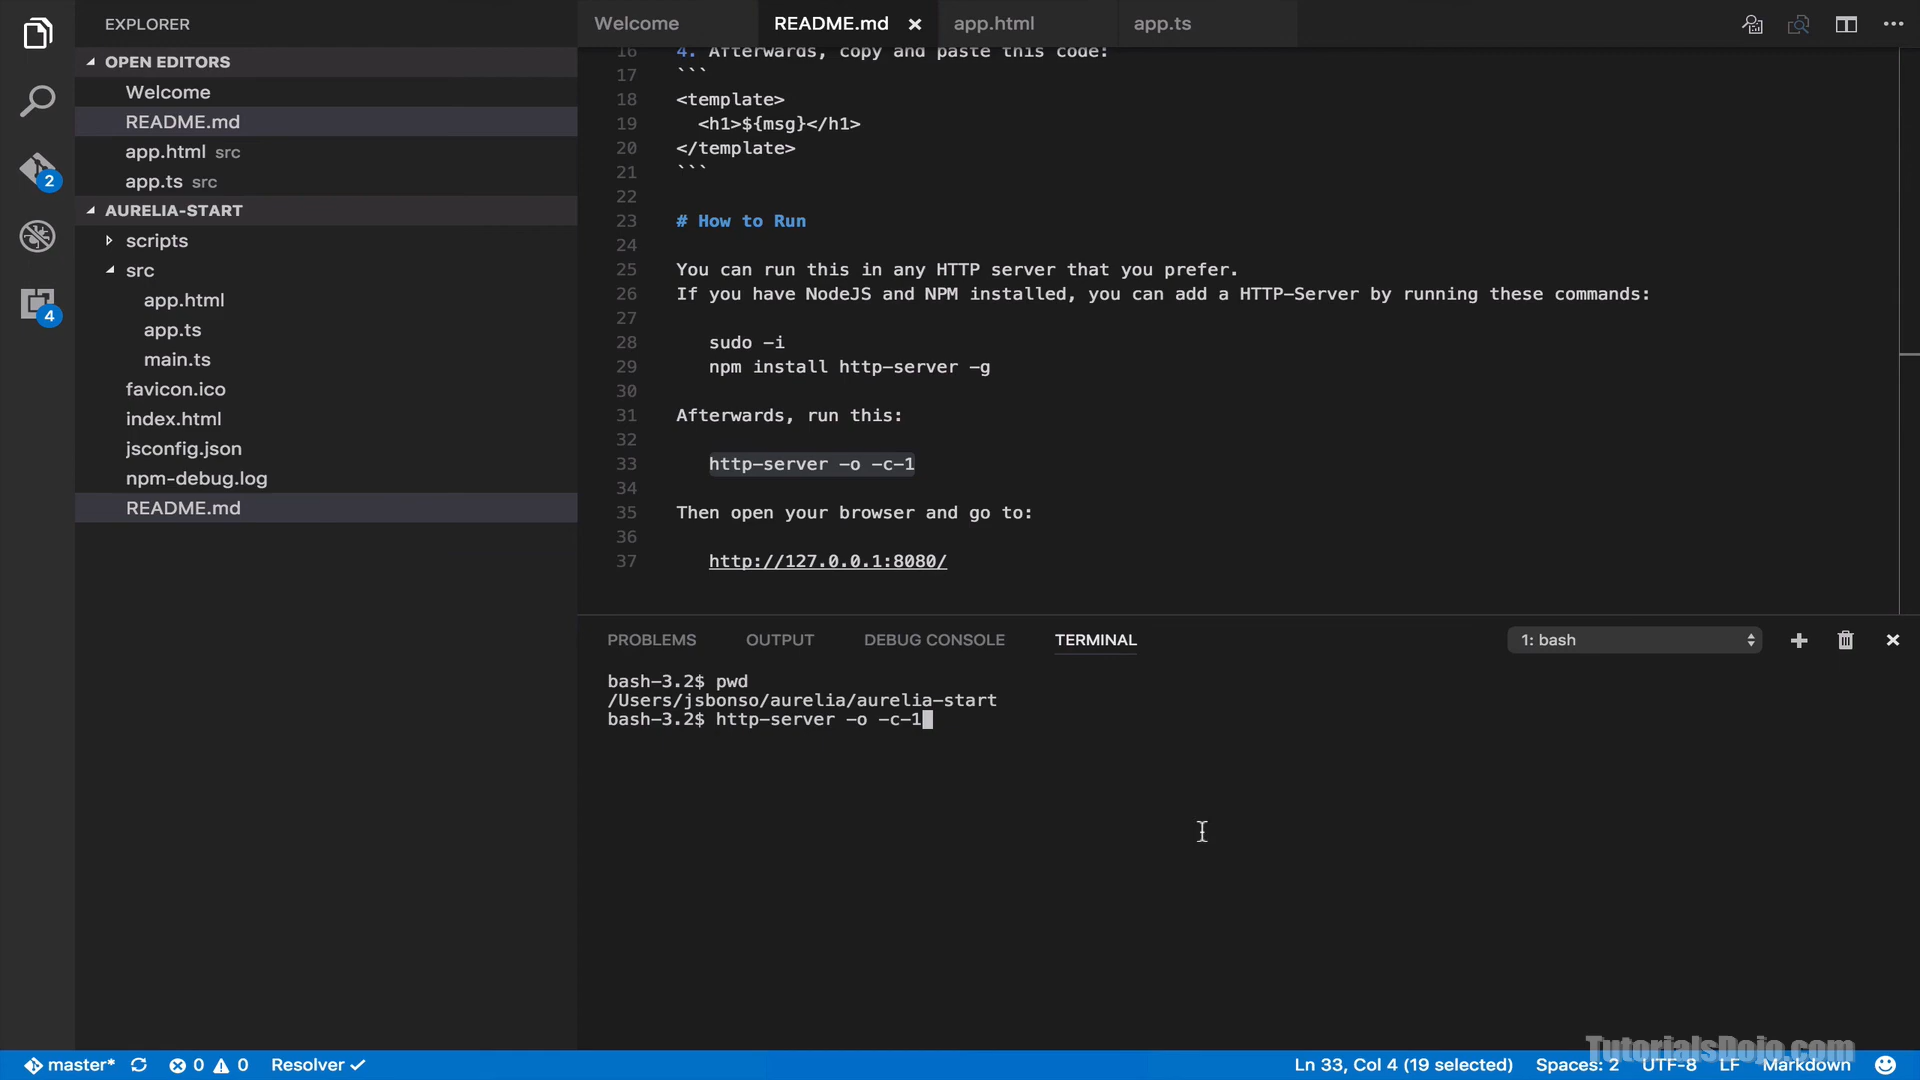 EXPLORER
OPEN EDITORS
Welcome
README.md
app.html src
app.ts src
AURELIA-START
scripts
src
app.html
app.ts
main.ts
favicon.ico
index.html
jsconfig.json
npm-debug.log
README.md
2
4
Welcome README.md app.html app.ts
16 4. Afterwards, copy and paste this code:
17 ```
18 <template>
19 <h1>${msg}</h1>
20 </template>
21 ```
22
23 # How to Run
24
25 You can run this in any HTTP server that you prefer.
26 If you have NodeJS and NPM installed, you can add a HTTP-Server by running these commands:
27
28 sudo -i
29 npm install http-server -g
30
31 Afterwards, run this:
32
33 http-server -o -c-1
34
35 Then open your browser and go to:
36
37 http://127.0.0.1:8080/
PROBLEMS OUTPUT DEBUG CONSOLE TERMINAL 1: bash
bash-3.2$ pwd
/Users/jsbonso/aurelia/aurelia-start
bash-3.2$ http-server -o -c-1
TutorialsDojo.com
master* 0 0 Resolver Ln 33, Col 4 (19 selected) Spaces: 2 UTF-8 LF Markdown